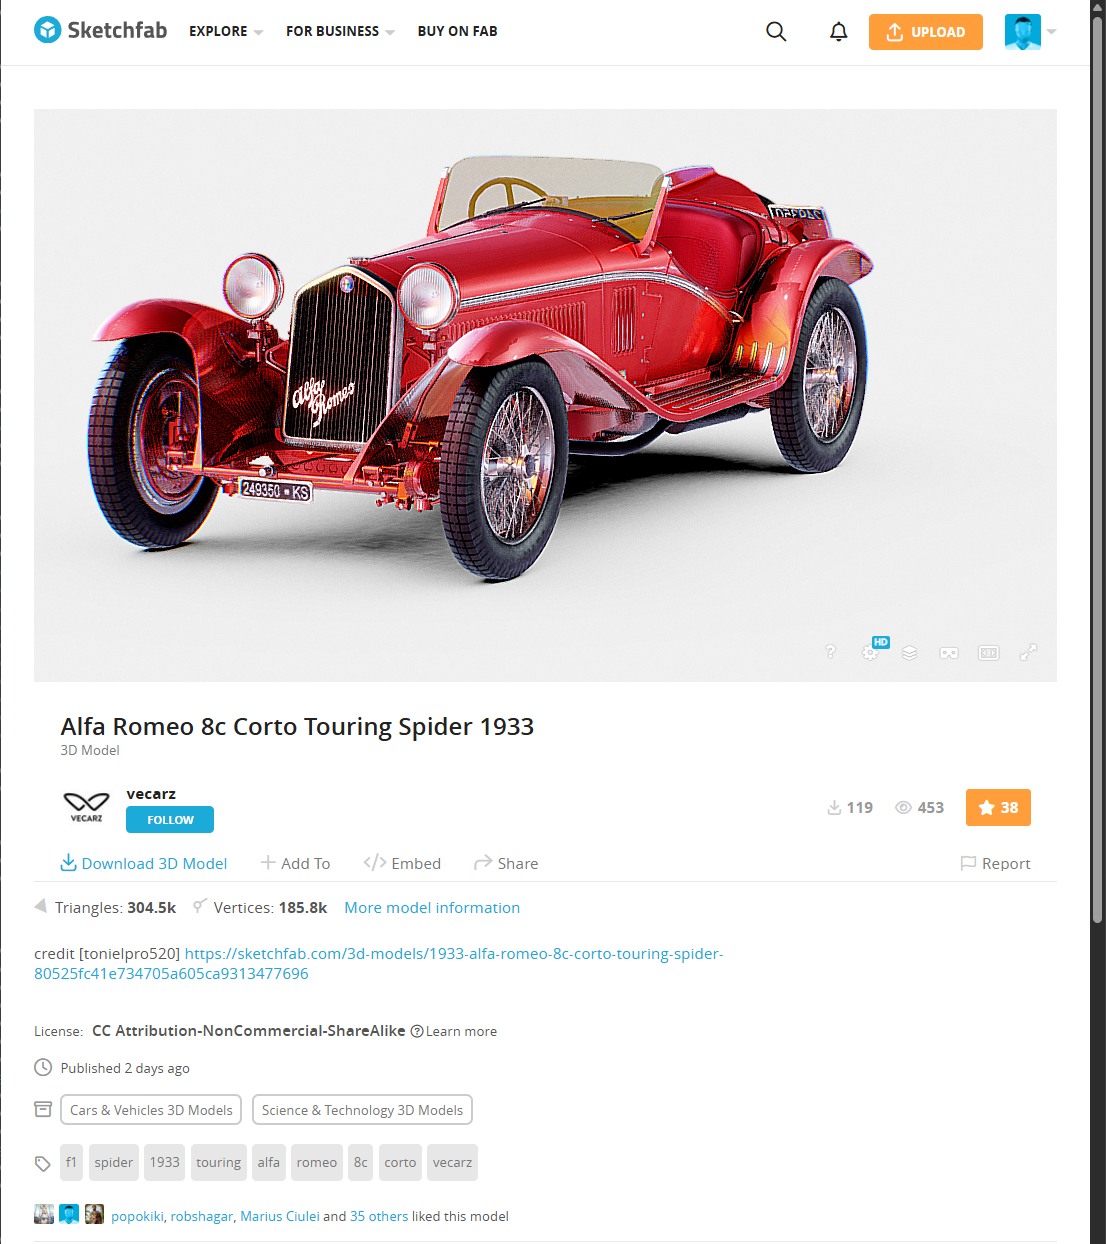 Sketchfab EXPLORE FOR BUSINESS BUY ON FAB UPLOAD
Alfa
Romeo
249350 KS
HD
Alfa Romeo 8c Corto Touring Spider 1933
3D Model
vecarz
VECARZ
FOLLOW
119 453 38
Download 3D Model Add To Embed Share Report
Triangles: 304.5k Vertices: 185.8k More model information
credit [tonielpro520] https://sketchfab.com/3d-models/1933-alfa-romeo-8c-corto-touring-spider-
80525fc41e734705a605ca9313477696
License: CC Attribution-NonCommercial-ShareAlike ? Learn more
Published 2 days ago
Cars & Vehicles 3D Models Science & Technology 3D Models
f1 spider 1933 touring alfa romeo 8c corto vecarz
popokiki, robshagar, Marius Ciulei and 35 others liked this model